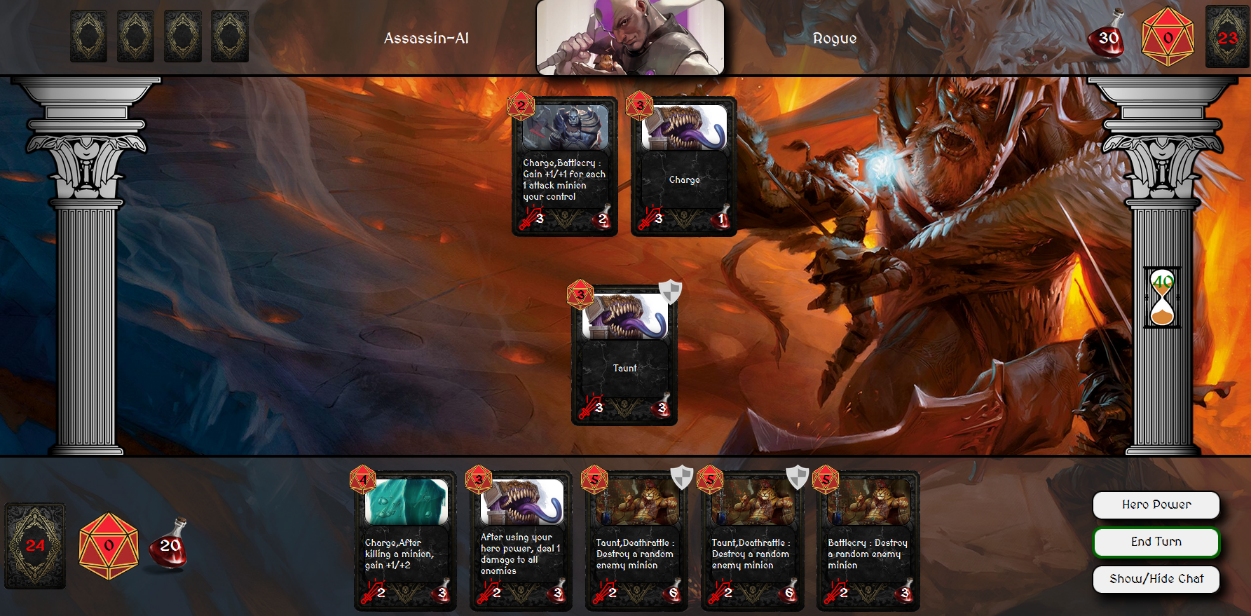 Assassin-AI
Rogue
30
0
23
2
Charge,Battlecry :
Gain +1/+1 for each
1 attack minion
your control
3
2
3
Charge
3
1
40
3
Taunt
3
3
24
0
20
4
Charge,After
killing a minion,
gain +1/+2
2
3
3
After using your
hero power, deal 1
damage to all
enemies
2
3
5
Taunt,Deathrattle :
Destroy a random
enemy minion
2
6
5
Taunt,Deathrattle :
Destroy a random
enemy minion
2
6
5
Battlecry : Destroy
a random enemy
minion
2
3
Hero Power
End Turn
Show/Hide Chat